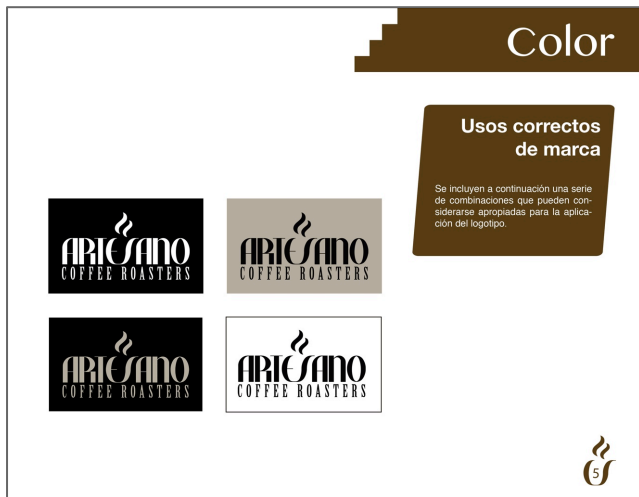 Color
Usos correctos
de marca
Se incluyen a continuación una serie
de combinaciones que pueden con-
siderarse apropiadas para la aplica-
ción del logotipo.
ARTESANO
COFFEE ROASTERS
ARTESANO
COFFEE ROASTERS
ARTESANO
COFFEE ROASTERS
ARTESANO
COFFEE ROASTERS
5